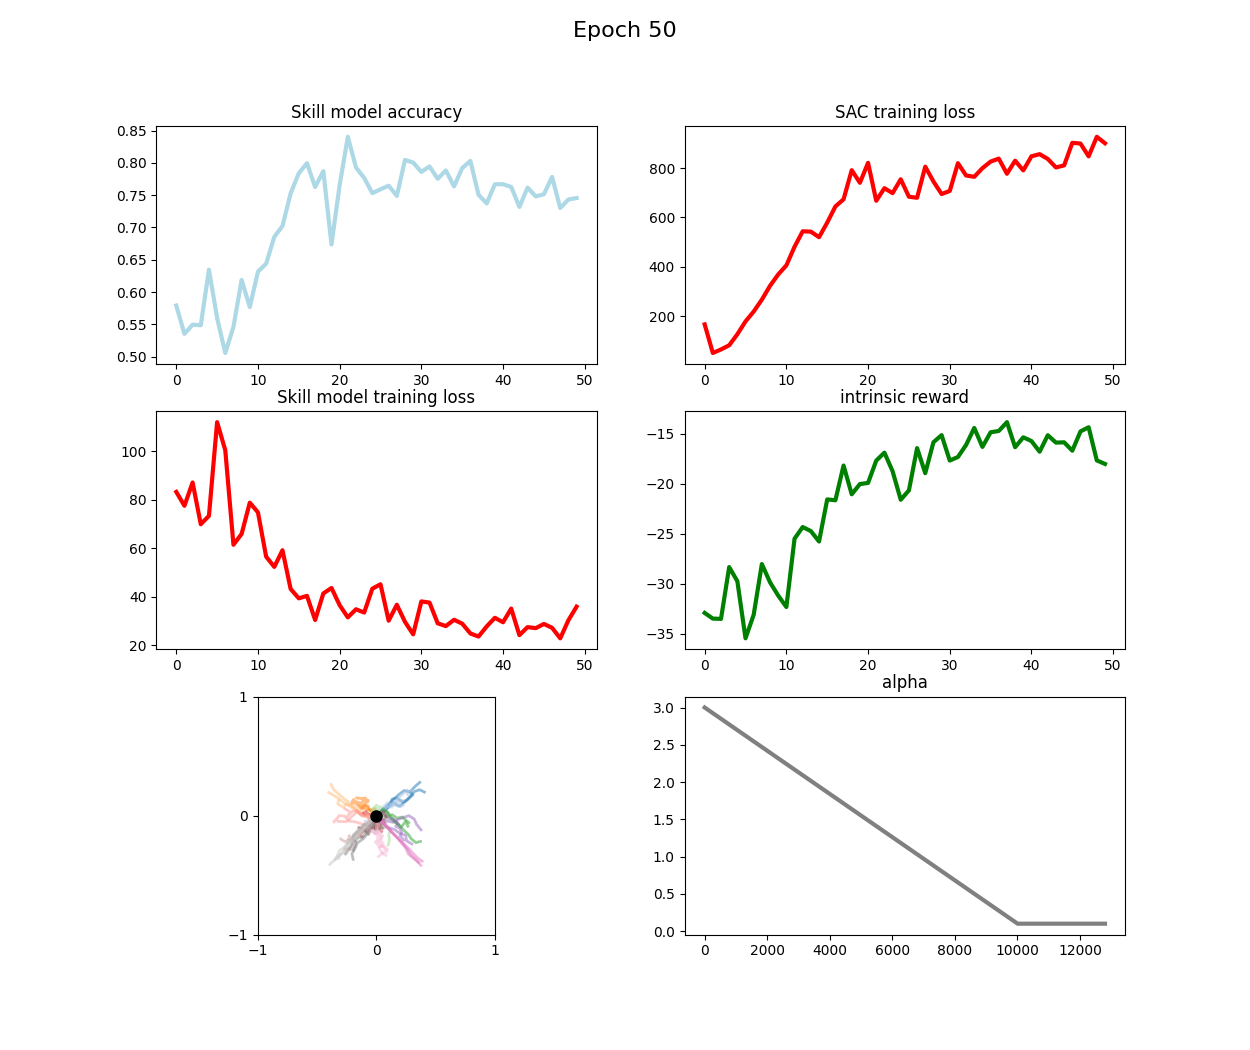 Epoch 50
Skill model accuracy
0.85
0.80
0.75
0.70
0.65
0.60
0.55
0.50
0 10 20 30 40 50
SAC training loss
800
600
400
200
0 10 20 30 40 50
Skill model training loss
100
80
60
40
20
0 10 20 30 40 50
intrinsic reward
−15
−20
−25
−30
−35
0 10 20 30 40 50
1
0
−1
−1 0 1
alpha
3.0
2.5
2.0
1.5
1.0
0.5
0.0
0 2000 4000 6000 8000 10000 12000